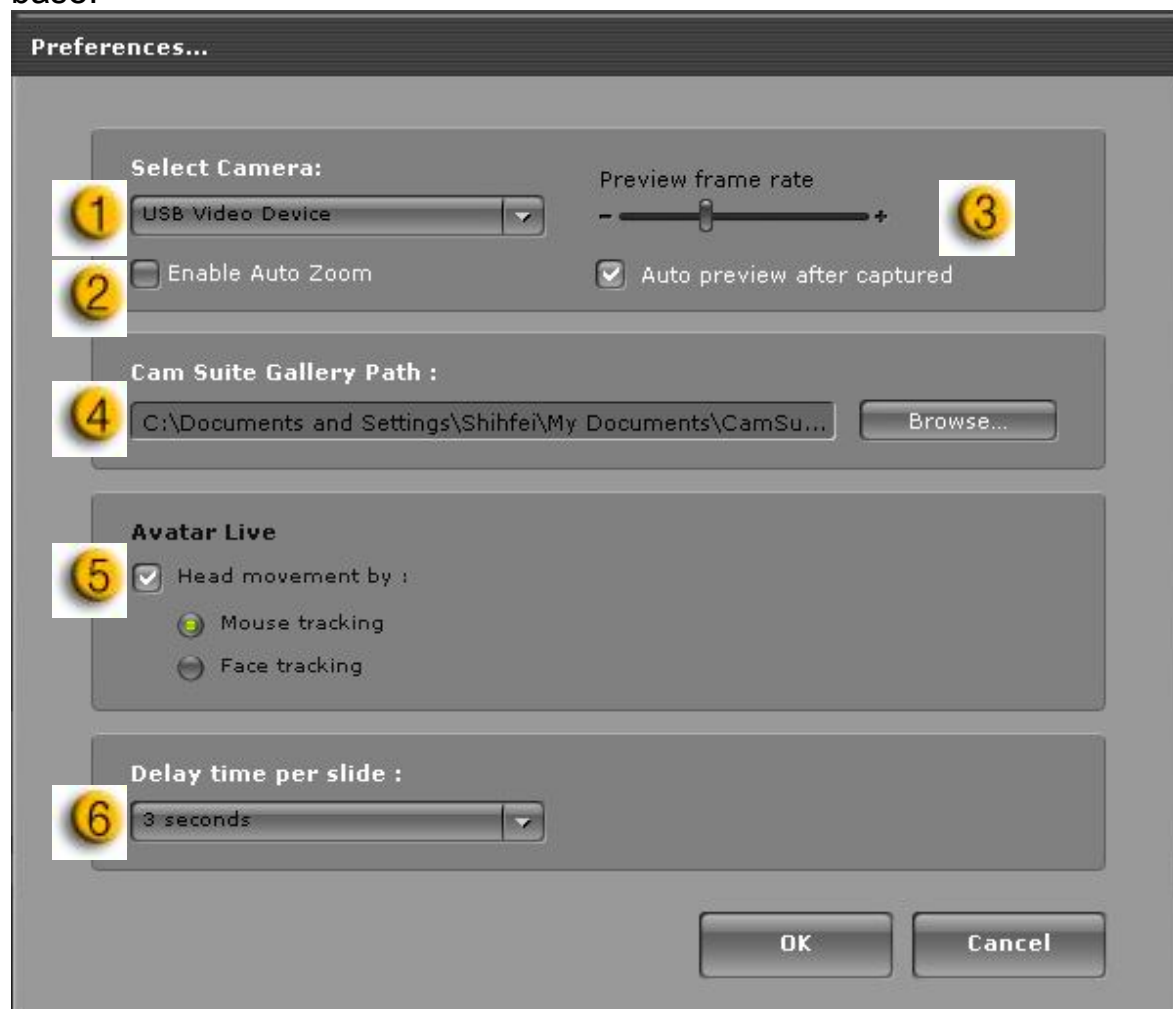 Preferences...
Select Camera:
Preview frame rate
1
USB Video Device
- +
3
2
Enable Auto Zoom
Auto preview after captured
Cam Suite Gallery Path :
4
C:\Documents and Settings\Shihfei\My Documents\CamSu...
Browse...
Avatar Live
5
Head movement by :
Mouse tracking
Face tracking
Delay time per slide :
6
3 seconds
OK
Cancel